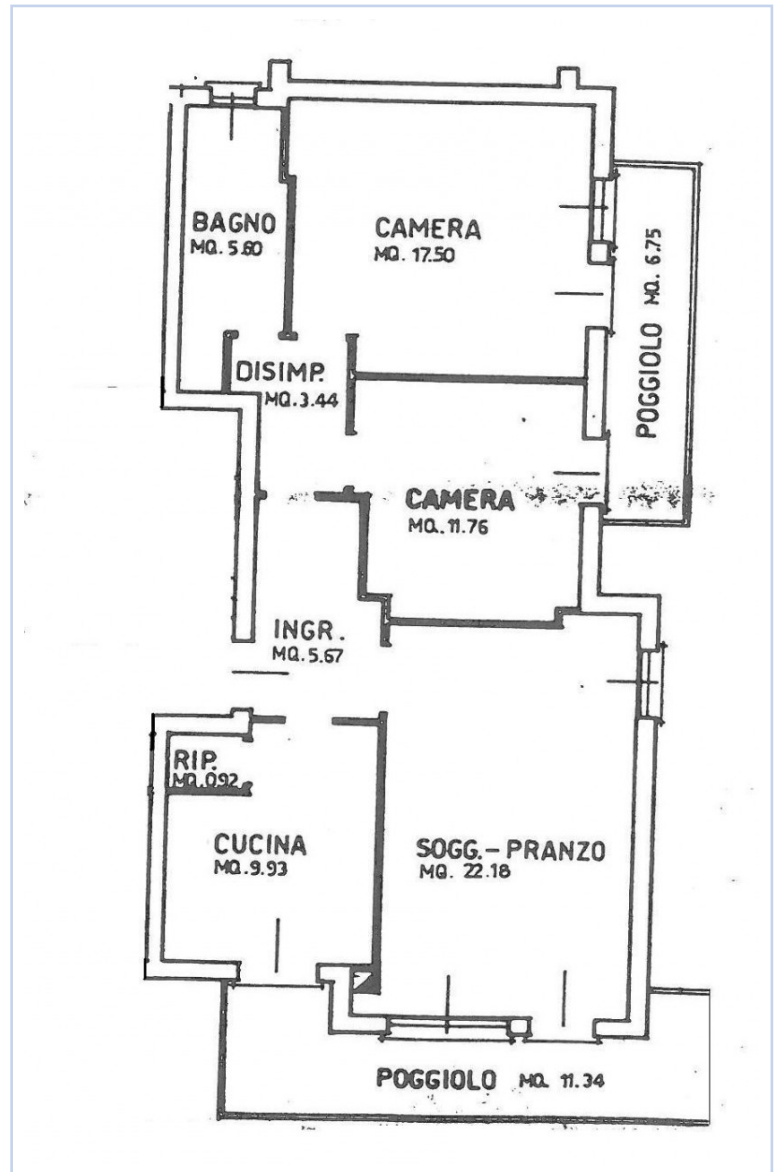 BAGNO
MQ. 5.60
CAMERA
MQ. 17.50
POGGIOLO MQ. 6.75
DISIMP.
MQ. 3.44
CAMERA
MQ. 11.76
INGR.
MQ. 5.67
RIP.
MQ. 0.92
CUCINA
MQ. 9.93
SOGG.-PRANZO
MQ. 22.18
POGGIOLO MQ. 11.34